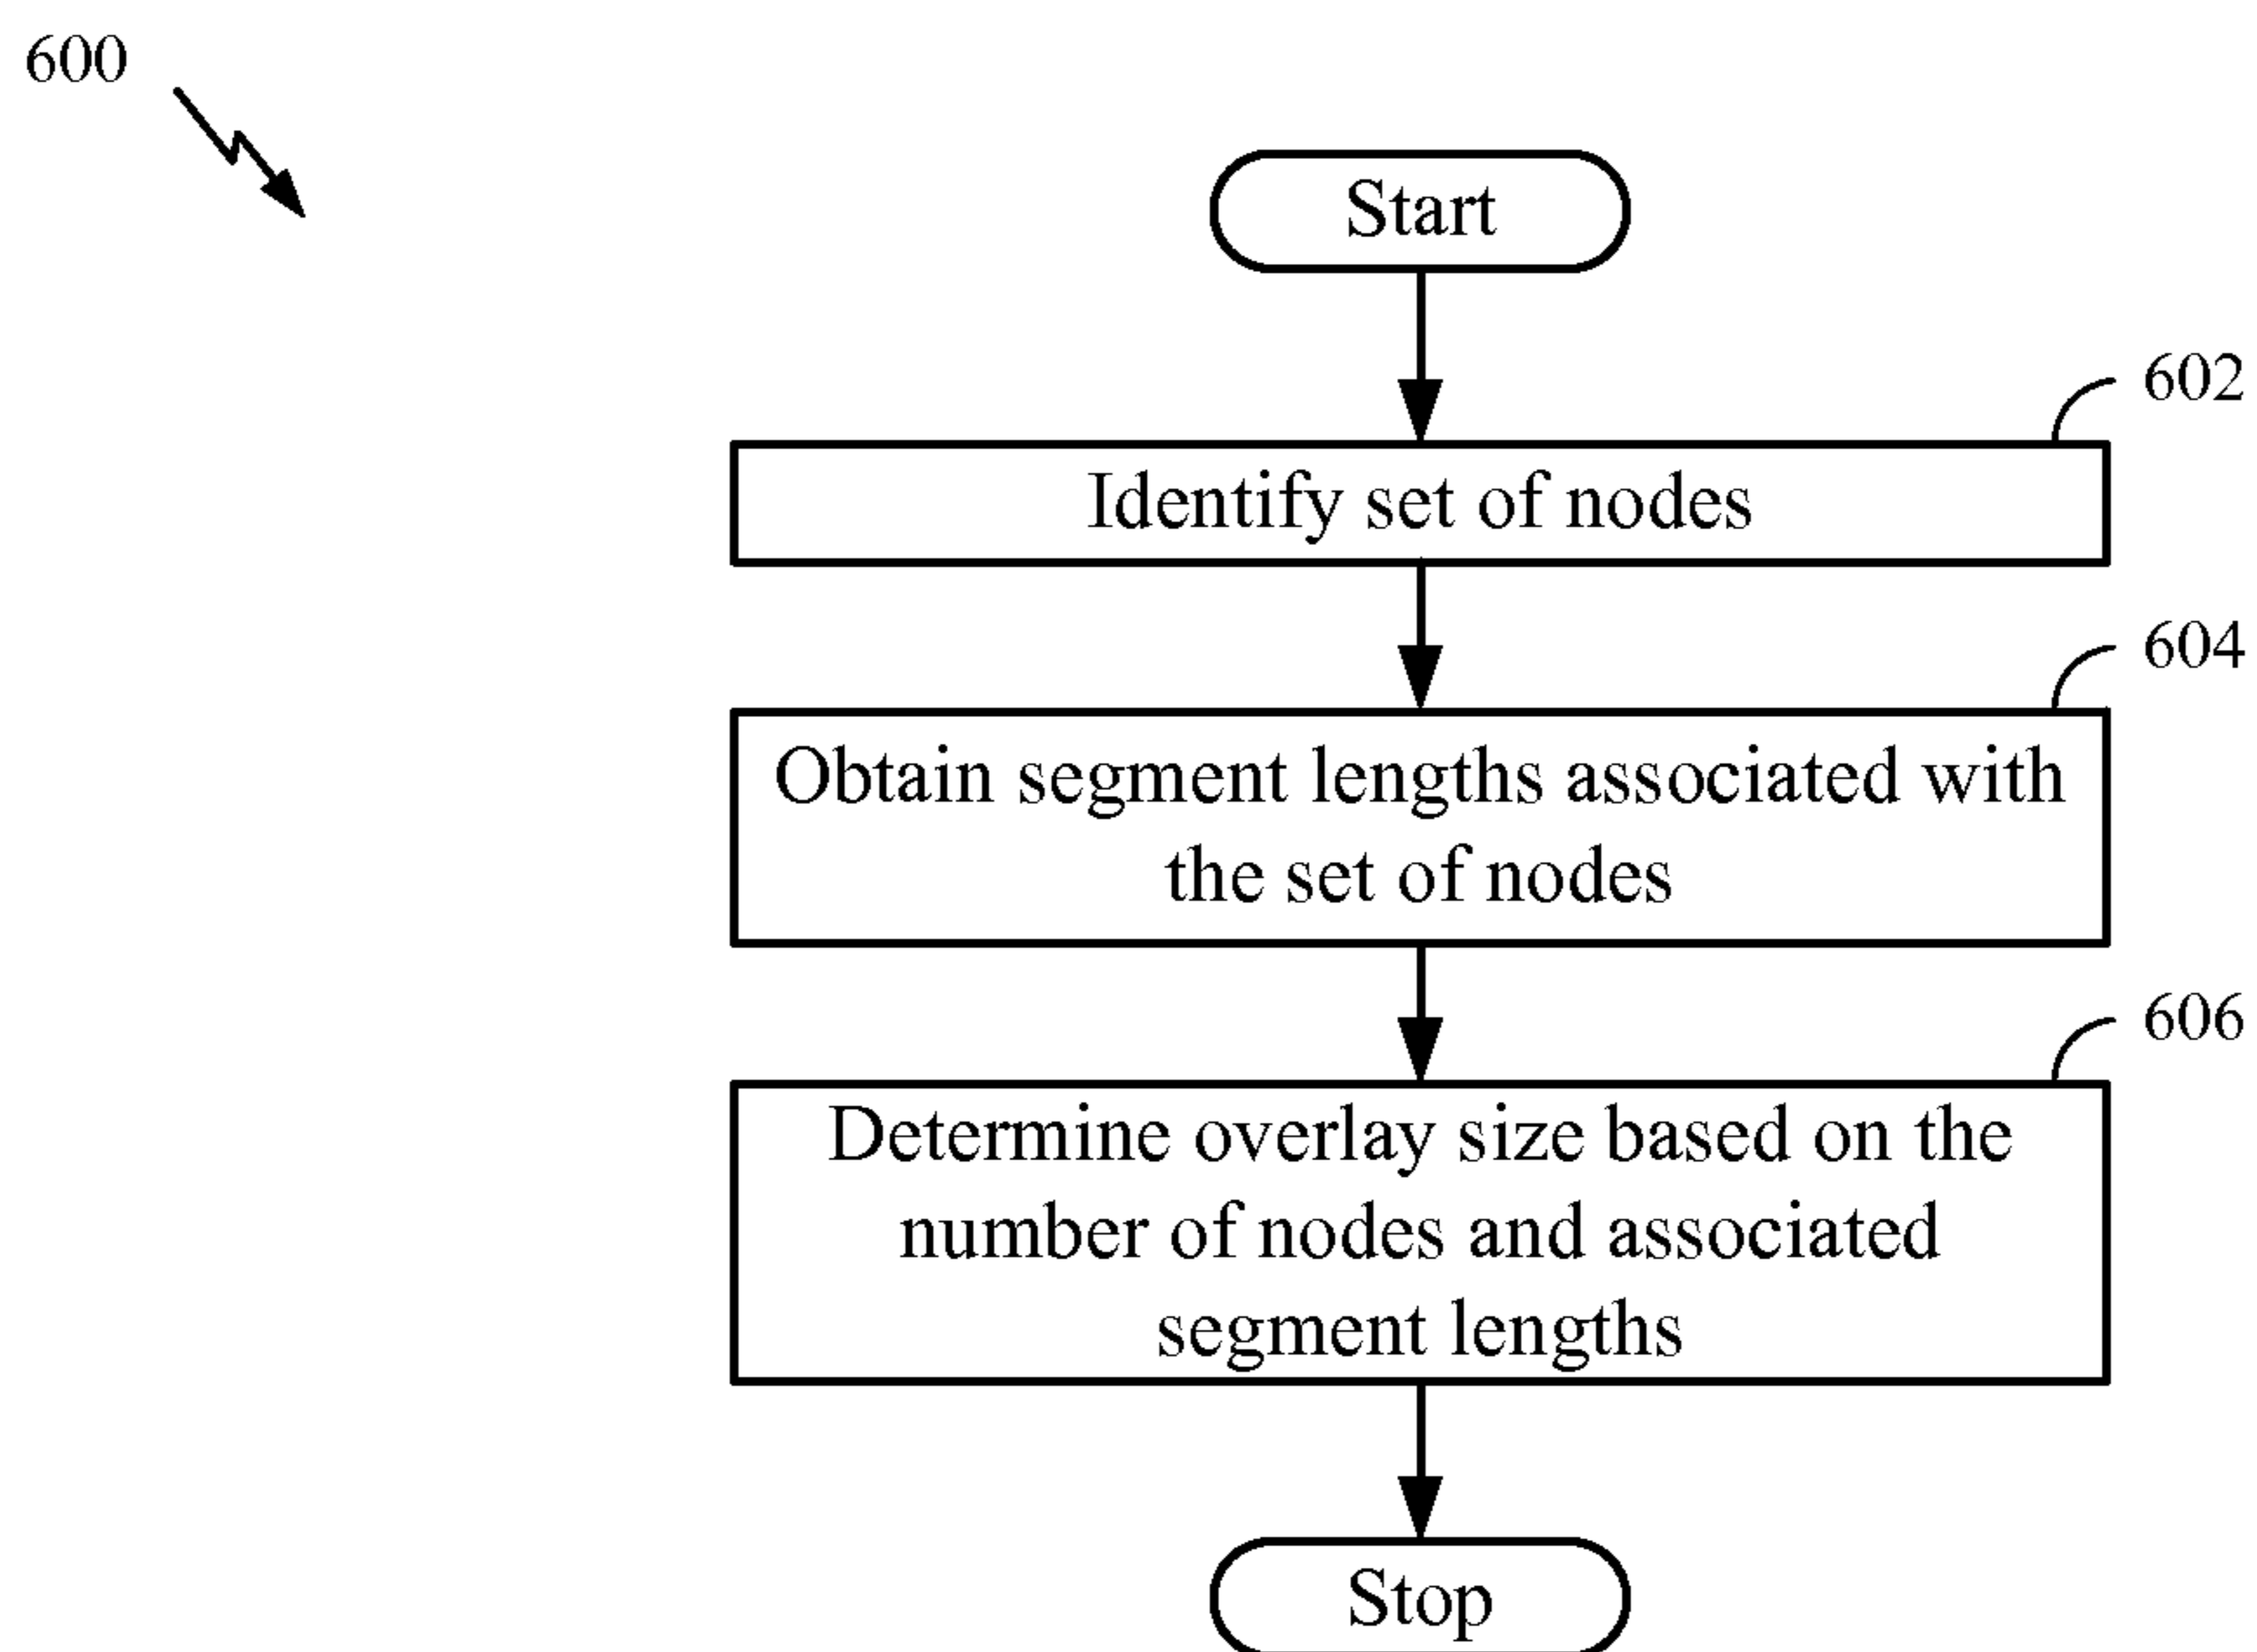 600
Start
602
Identify set of nodes
604
Obtain segment lengths associated with
the set of nodes
606
Determine overlay size based on the
number of nodes and associated
segment lengths
Stop